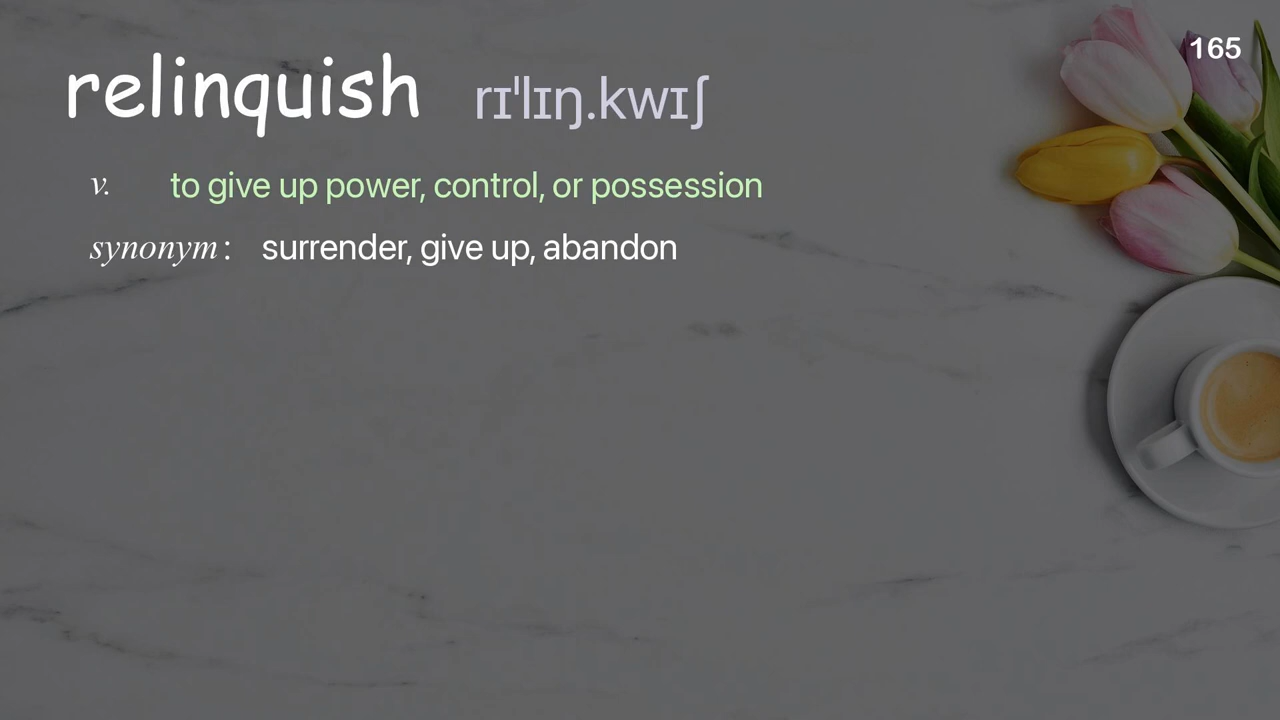 165
relinquish rɪˈlɪŋ.kwɪʃ
v. to give up power, control, or possession
synonym: surrender, give up, abandon